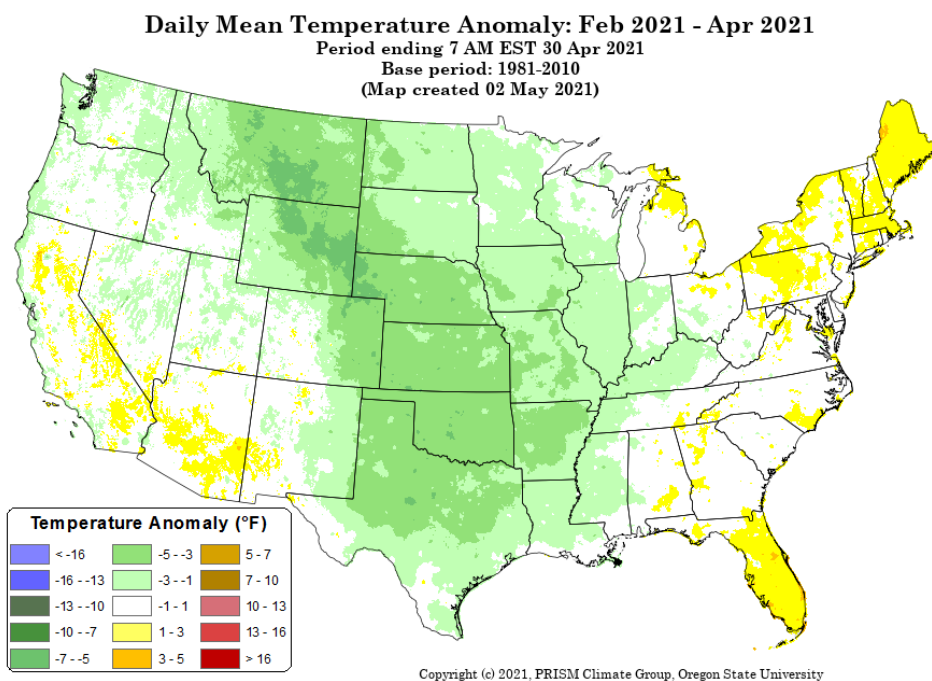 Daily Mean Temperature Anomaly: Feb 2021 - Apr 2021
Period ending 7 AM EST 30 Apr 2021
Base period: 1981-2010
(Map created 02 May 2021)
Temperature Anomaly (°F)
< -16
-16 - -13
-13 - -10
-10 - -7
-7 - -5
-5 - -3
-3 - -1
-1 - 1
1 - 3
3 - 5
5 - 7
7 - 10
10 - 13
13 - 16
> 16
Copyright (c) 2021, PRISM Climate Group, Oregon State University